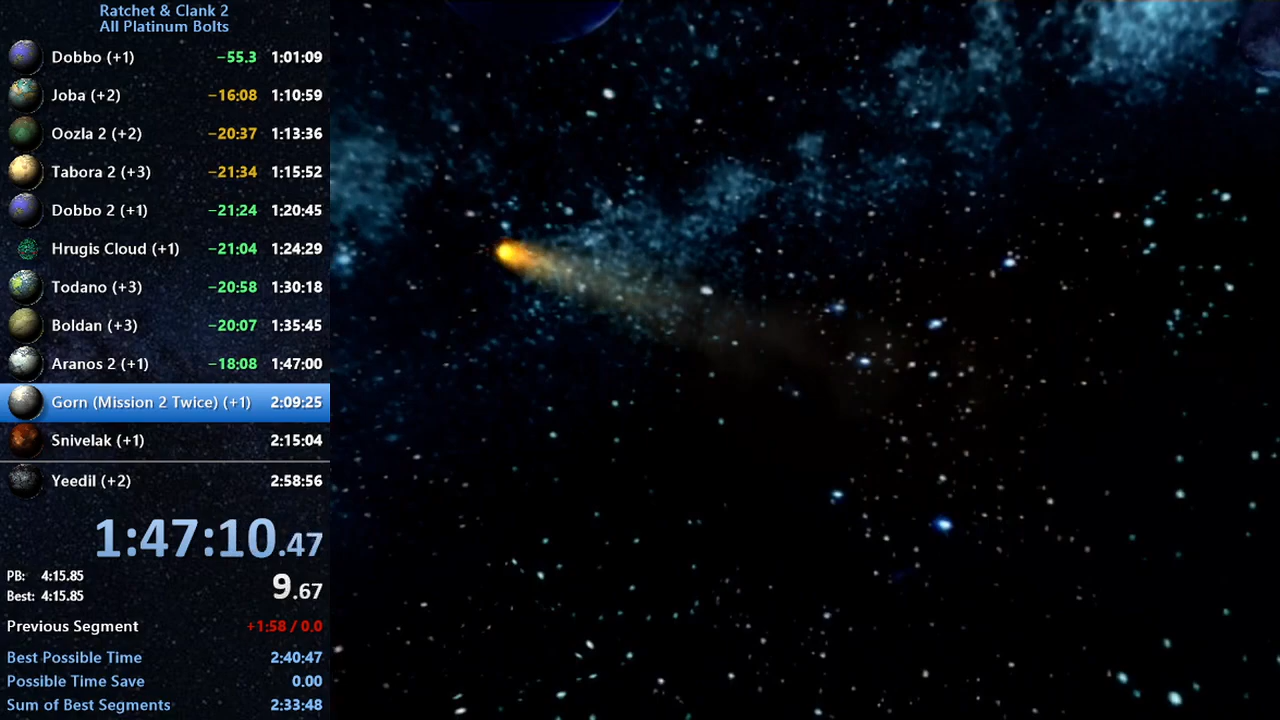 Ratchet & Clank 2
All Platinum Bolts
Dobbo (+1) −55.3 1:01:09
Joba (+2) −16:08 1:10:59
Oozla 2 (+2) −20:37 1:13:36
Tabora 2 (+3) −21:34 1:15:52
Dobbo 2 (+1) −21:24 1:20:45
Hrugis Cloud (+1) −21:04 1:24:29
Todano (+3) −20:58 1:30:18
Boldan (+3) −20:07 1:35:45
Aranos 2 (+1) −18:08 1:47:00
Gorn (Mission 2 Twice) (+1) 2:09:25
Snivelak (+1) 2:15:04
Yeedil (+2) 2:58:56
1:47:10.47
PB: 4:15.85
Best: 4:15.85
9.67
Previous Segment +1:58 / 0.0
Best Possible Time 2:40:47
Possible Time Save 0.00
Sum of Best Segments 2:33:48